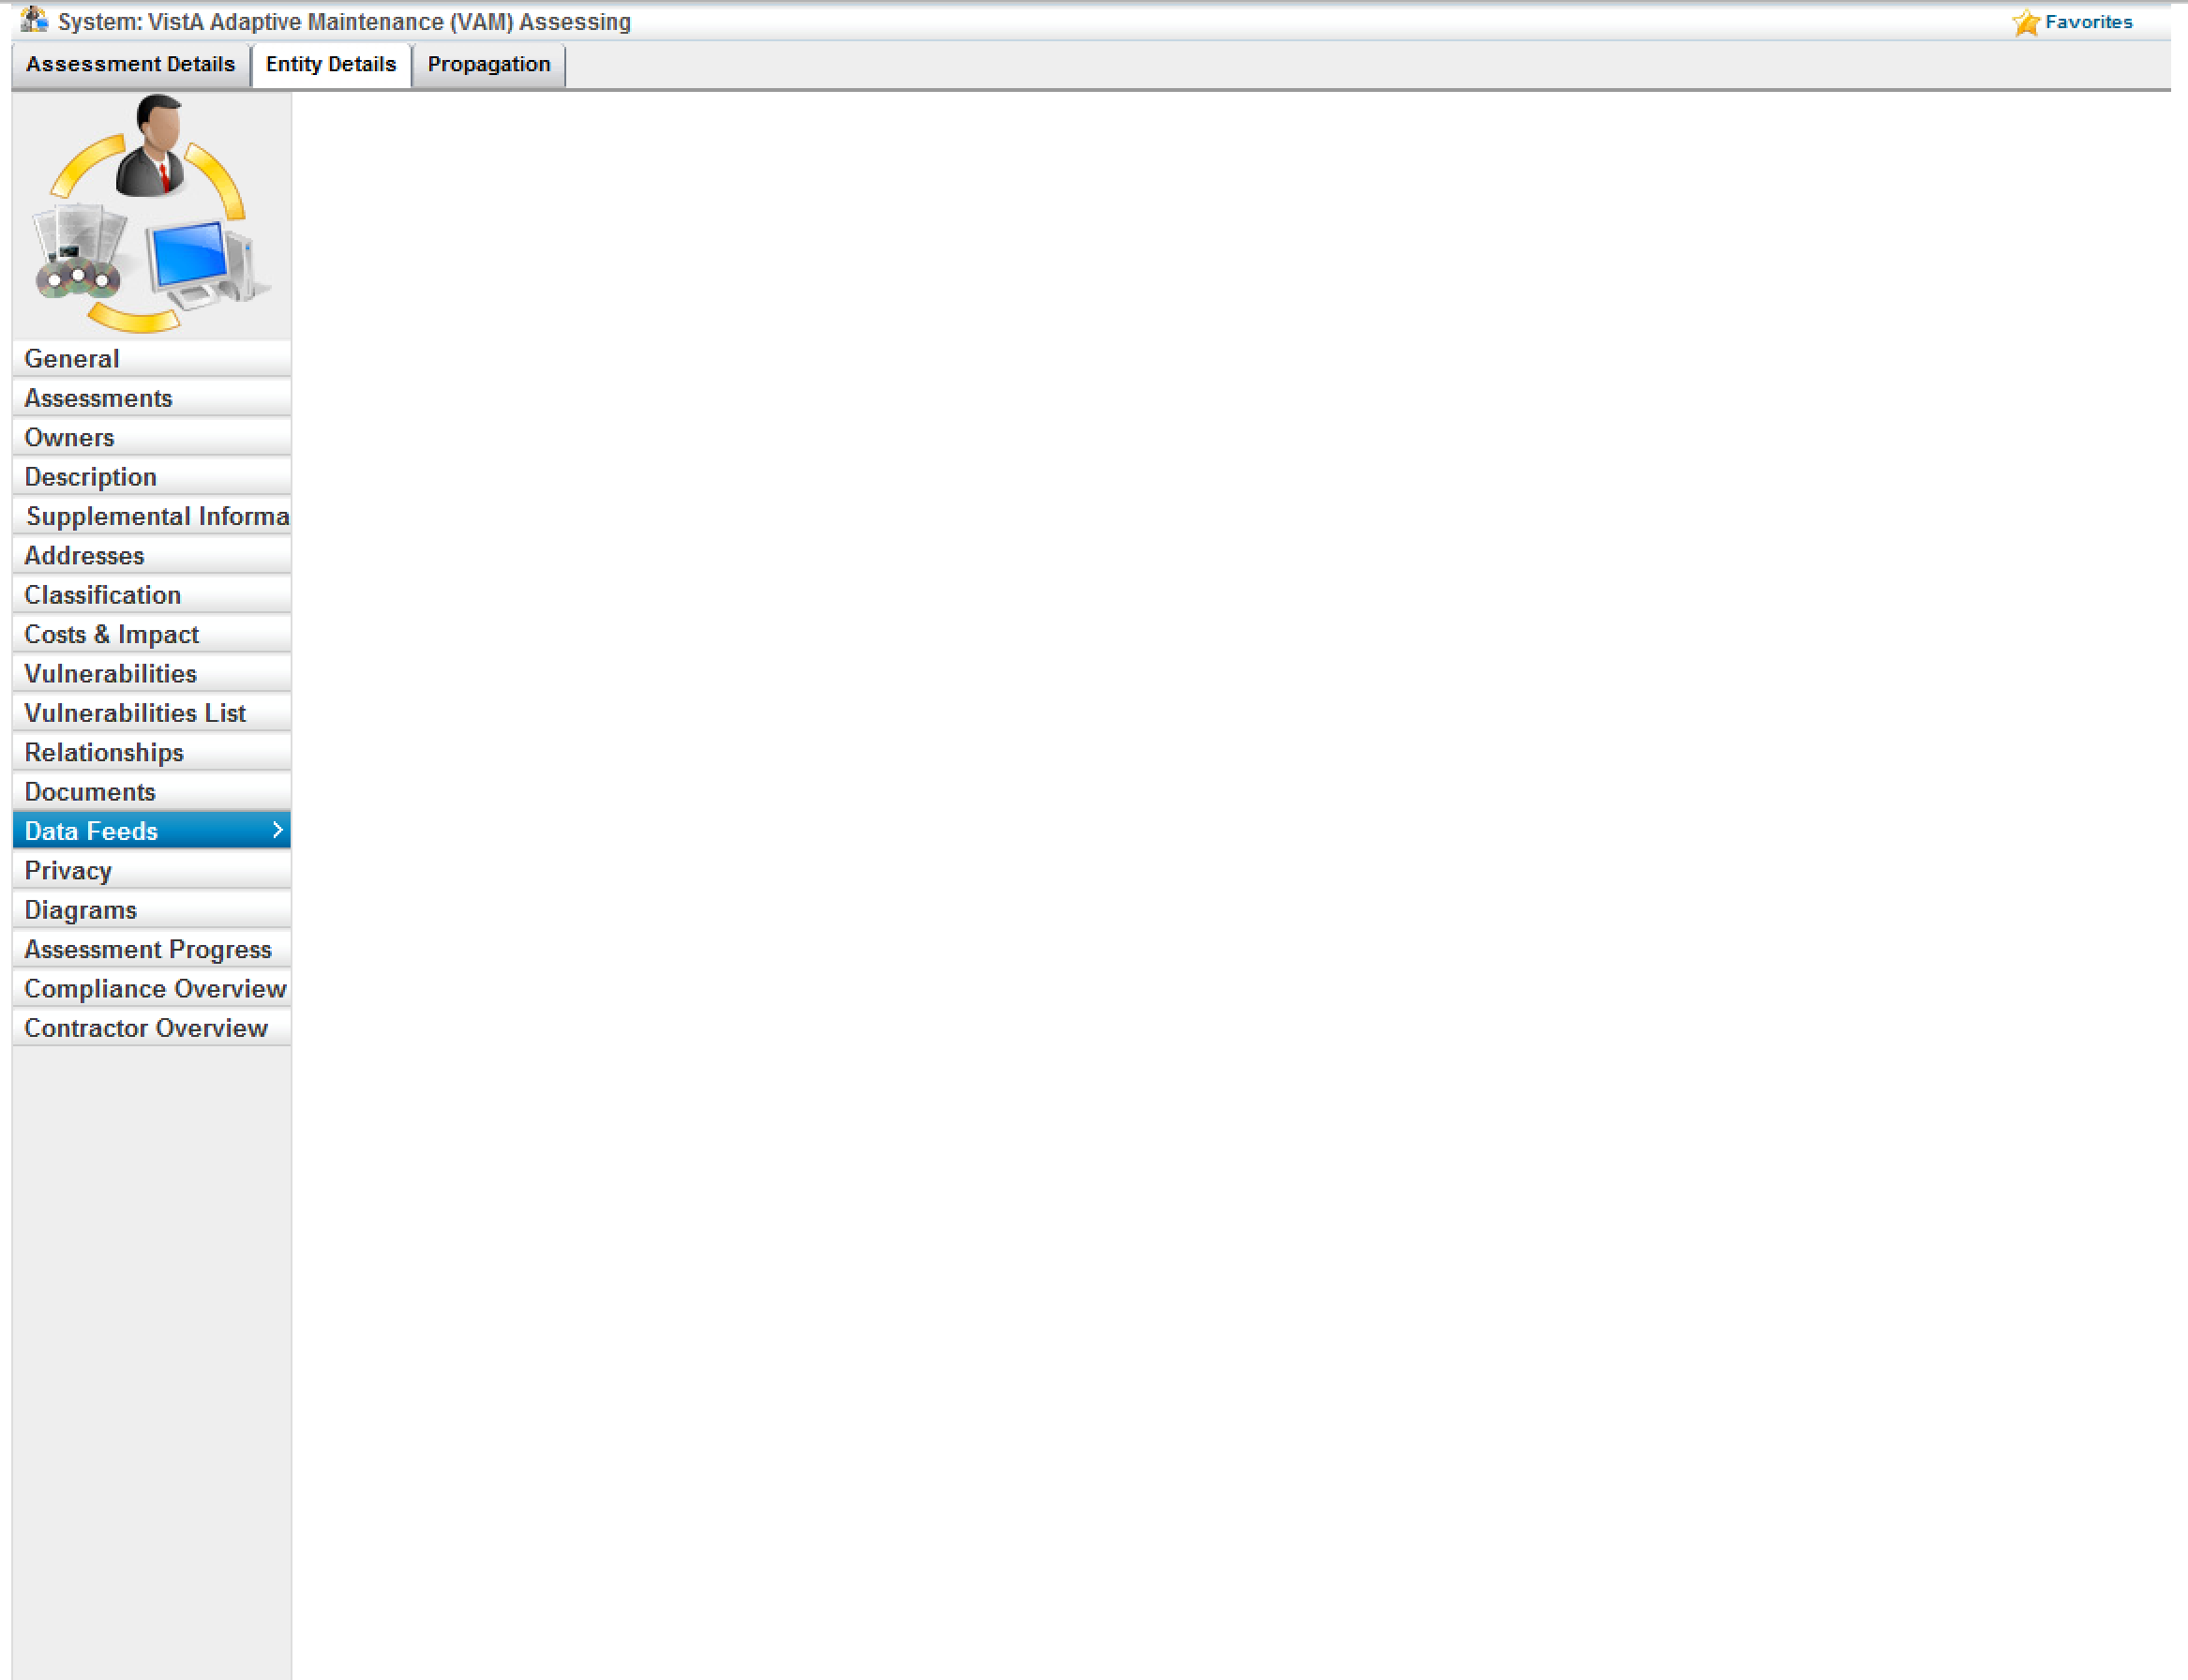 System: VistA Adaptive Maintenance (VAM) Assessing
Favorites
Assessment Details
Entity Details
Propagation
General
Assessments
Owners
Description
Supplemental Informa
Addresses
Classification
Costs & Impact
Vulnerabilities
Vulnerabilities List
Relationships
Documents
Data Feeds
Privacy
Diagrams
Assessment Progress
Compliance Overview
Contractor Overview